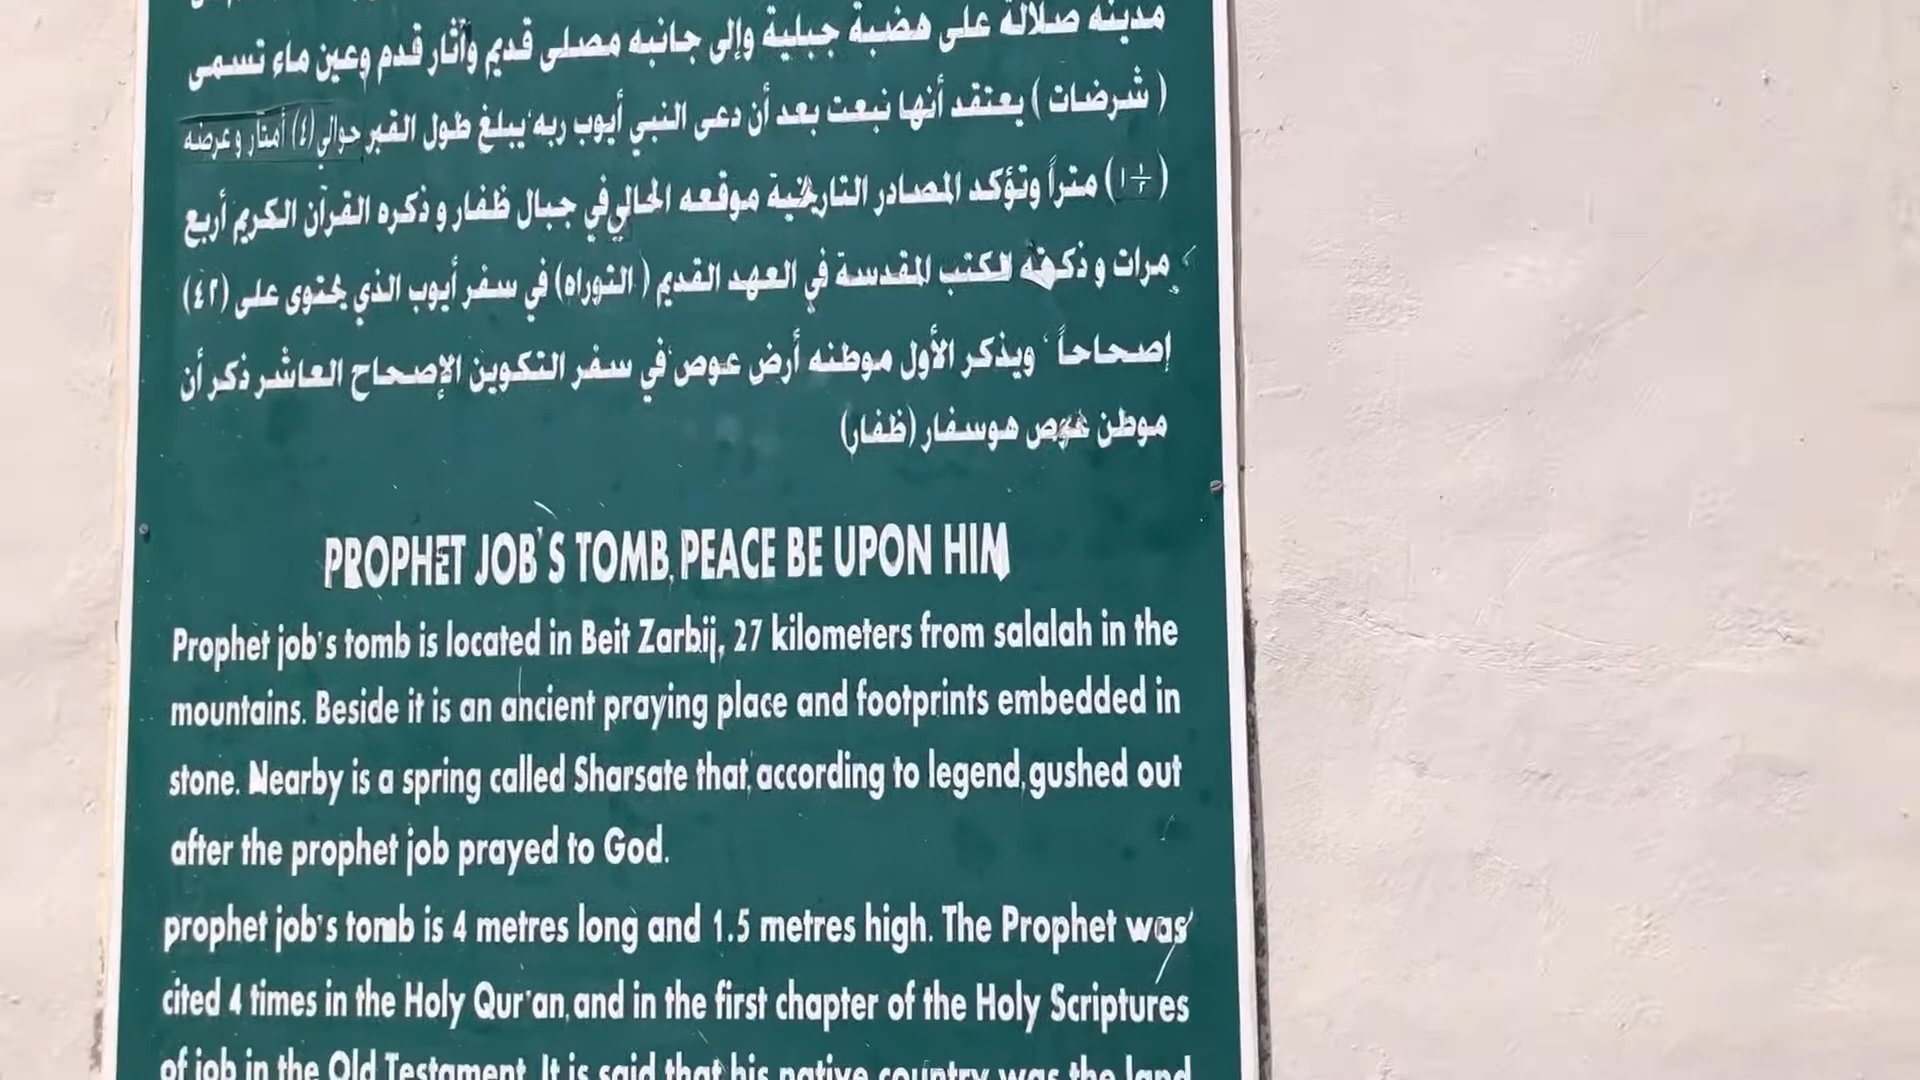 مدينة صلالة على هضبة جبلية وإلى جانبه مصلى قديم وآثار قدم وعين ماء تسمى
( شرضات ) يعتقد أنها نبعت بعد أن دعى النبي أيوب ربه ، يبلغ طول القبر حوالي (٤) أمتار و عرضه
(١ ١/٢) متراً وتؤكد المصادر التاريخية موقعه الحالي في جبال ظفار و ذكره القرآن الكريم أربع
مرات و ذكرته الكتب المقدسة في العهد القديم ( التوراه) في سفر أيوب الذي يحتوى على (٤٢)
إصحاحاً ، ويذكر الأول موطنه أرض عوص ، في سفر التكوين الإصحاح العاشر ذكر أن
موطن عوص هوسفار (ظفار)
PROPHET JOB'S TOMB, PEACE BE UPON HIM
Prophet job's tomb is located in Beit Zarbij, 27 kilometers from salalah in the
mountains. Beside it is an ancient praying place and footprints embedded in
stone. Nearby is a spring called Sharsate that, according to legend, gushed out
after the prophet job prayed to God.
prophet job's tomb is 4 metres long and 1.5 metres high. The Prophet was
cited 4 times in the Holy Qur'an, and in the first chapter of the Holy Scriptures
of job in the Old Testament. It is said that his native country was the land